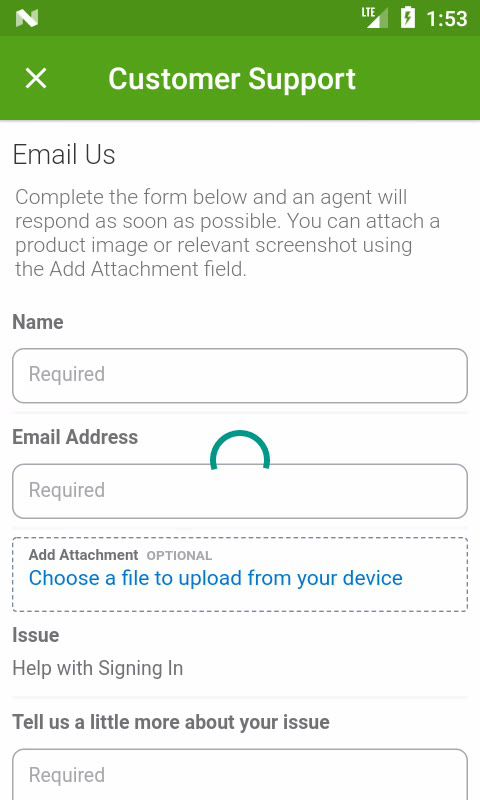 LTE 1:53
Customer Support
Email Us
Complete the form below and an agent will
respond as soon as possible. You can attach a
product image or relevant screenshot using
the Add Attachment field.
Name
Required
Email Address
Required
Add Attachment OPTIONAL
Choose a file to upload from your device
Issue
Help with Signing In
Tell us a little more about your issue
Required